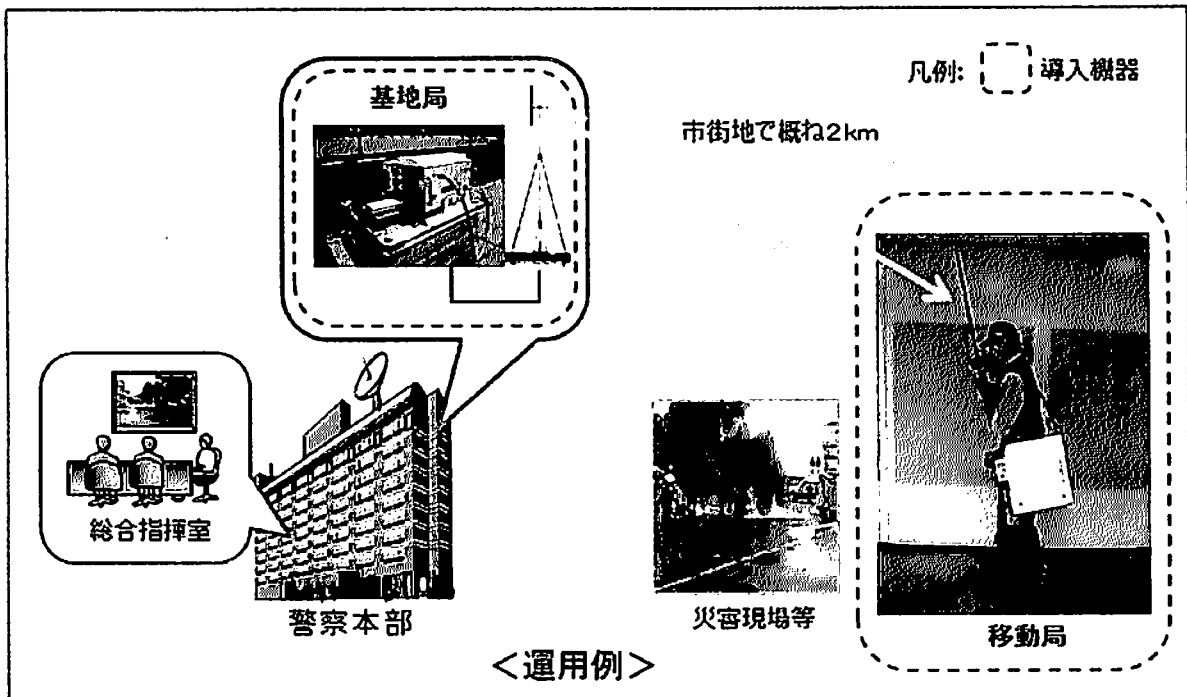 凡例: 導入機器
基地局
市街地で概ね2km
総合指揮室
警察本部
災害現場等
移動局
＜運用例＞